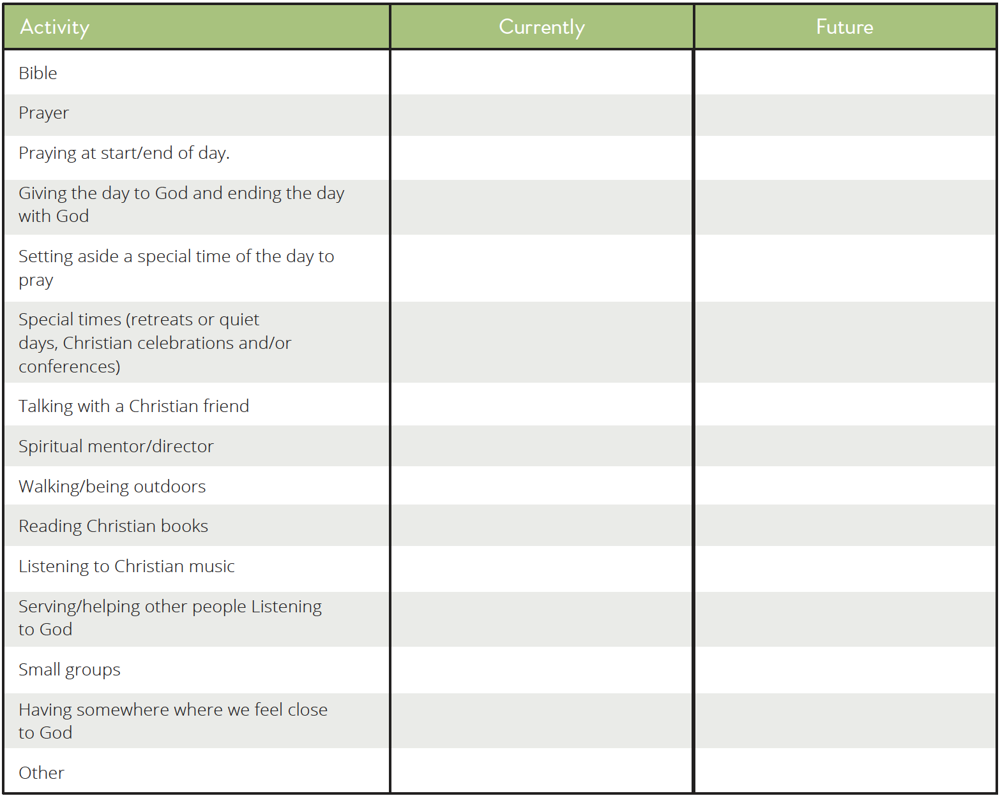 Activity Currently Future
Bible
Prayer
Praying at start/end of day.
Giving the day to God and ending the day
with God
Setting aside a special time of the day to
pray
Special times (retreats or quiet
days, Christian celebrations and/or
conferences)
Talking with a Christian friend
Spiritual mentor/director
Walking/being outdoors
Reading Christian books
Listening to Christian music
Serving/helping other people Listening
to God
Small groups
Having somewhere where we feel close
to God
Other